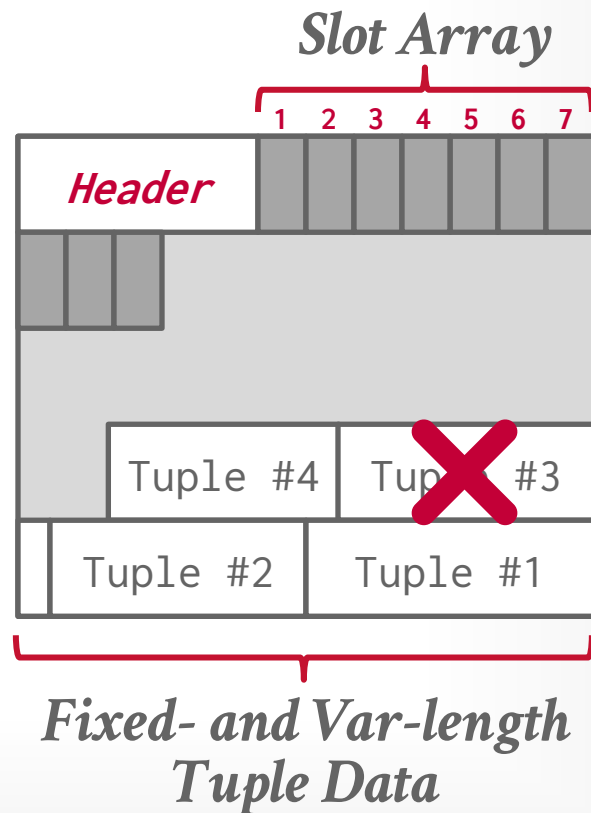 Slot Array
1 2 3 4 5 6 7
Header
Tuple #4 Tuple #3
Tuple #2 Tuple #1
Fixed- and Var-length
Tuple Data